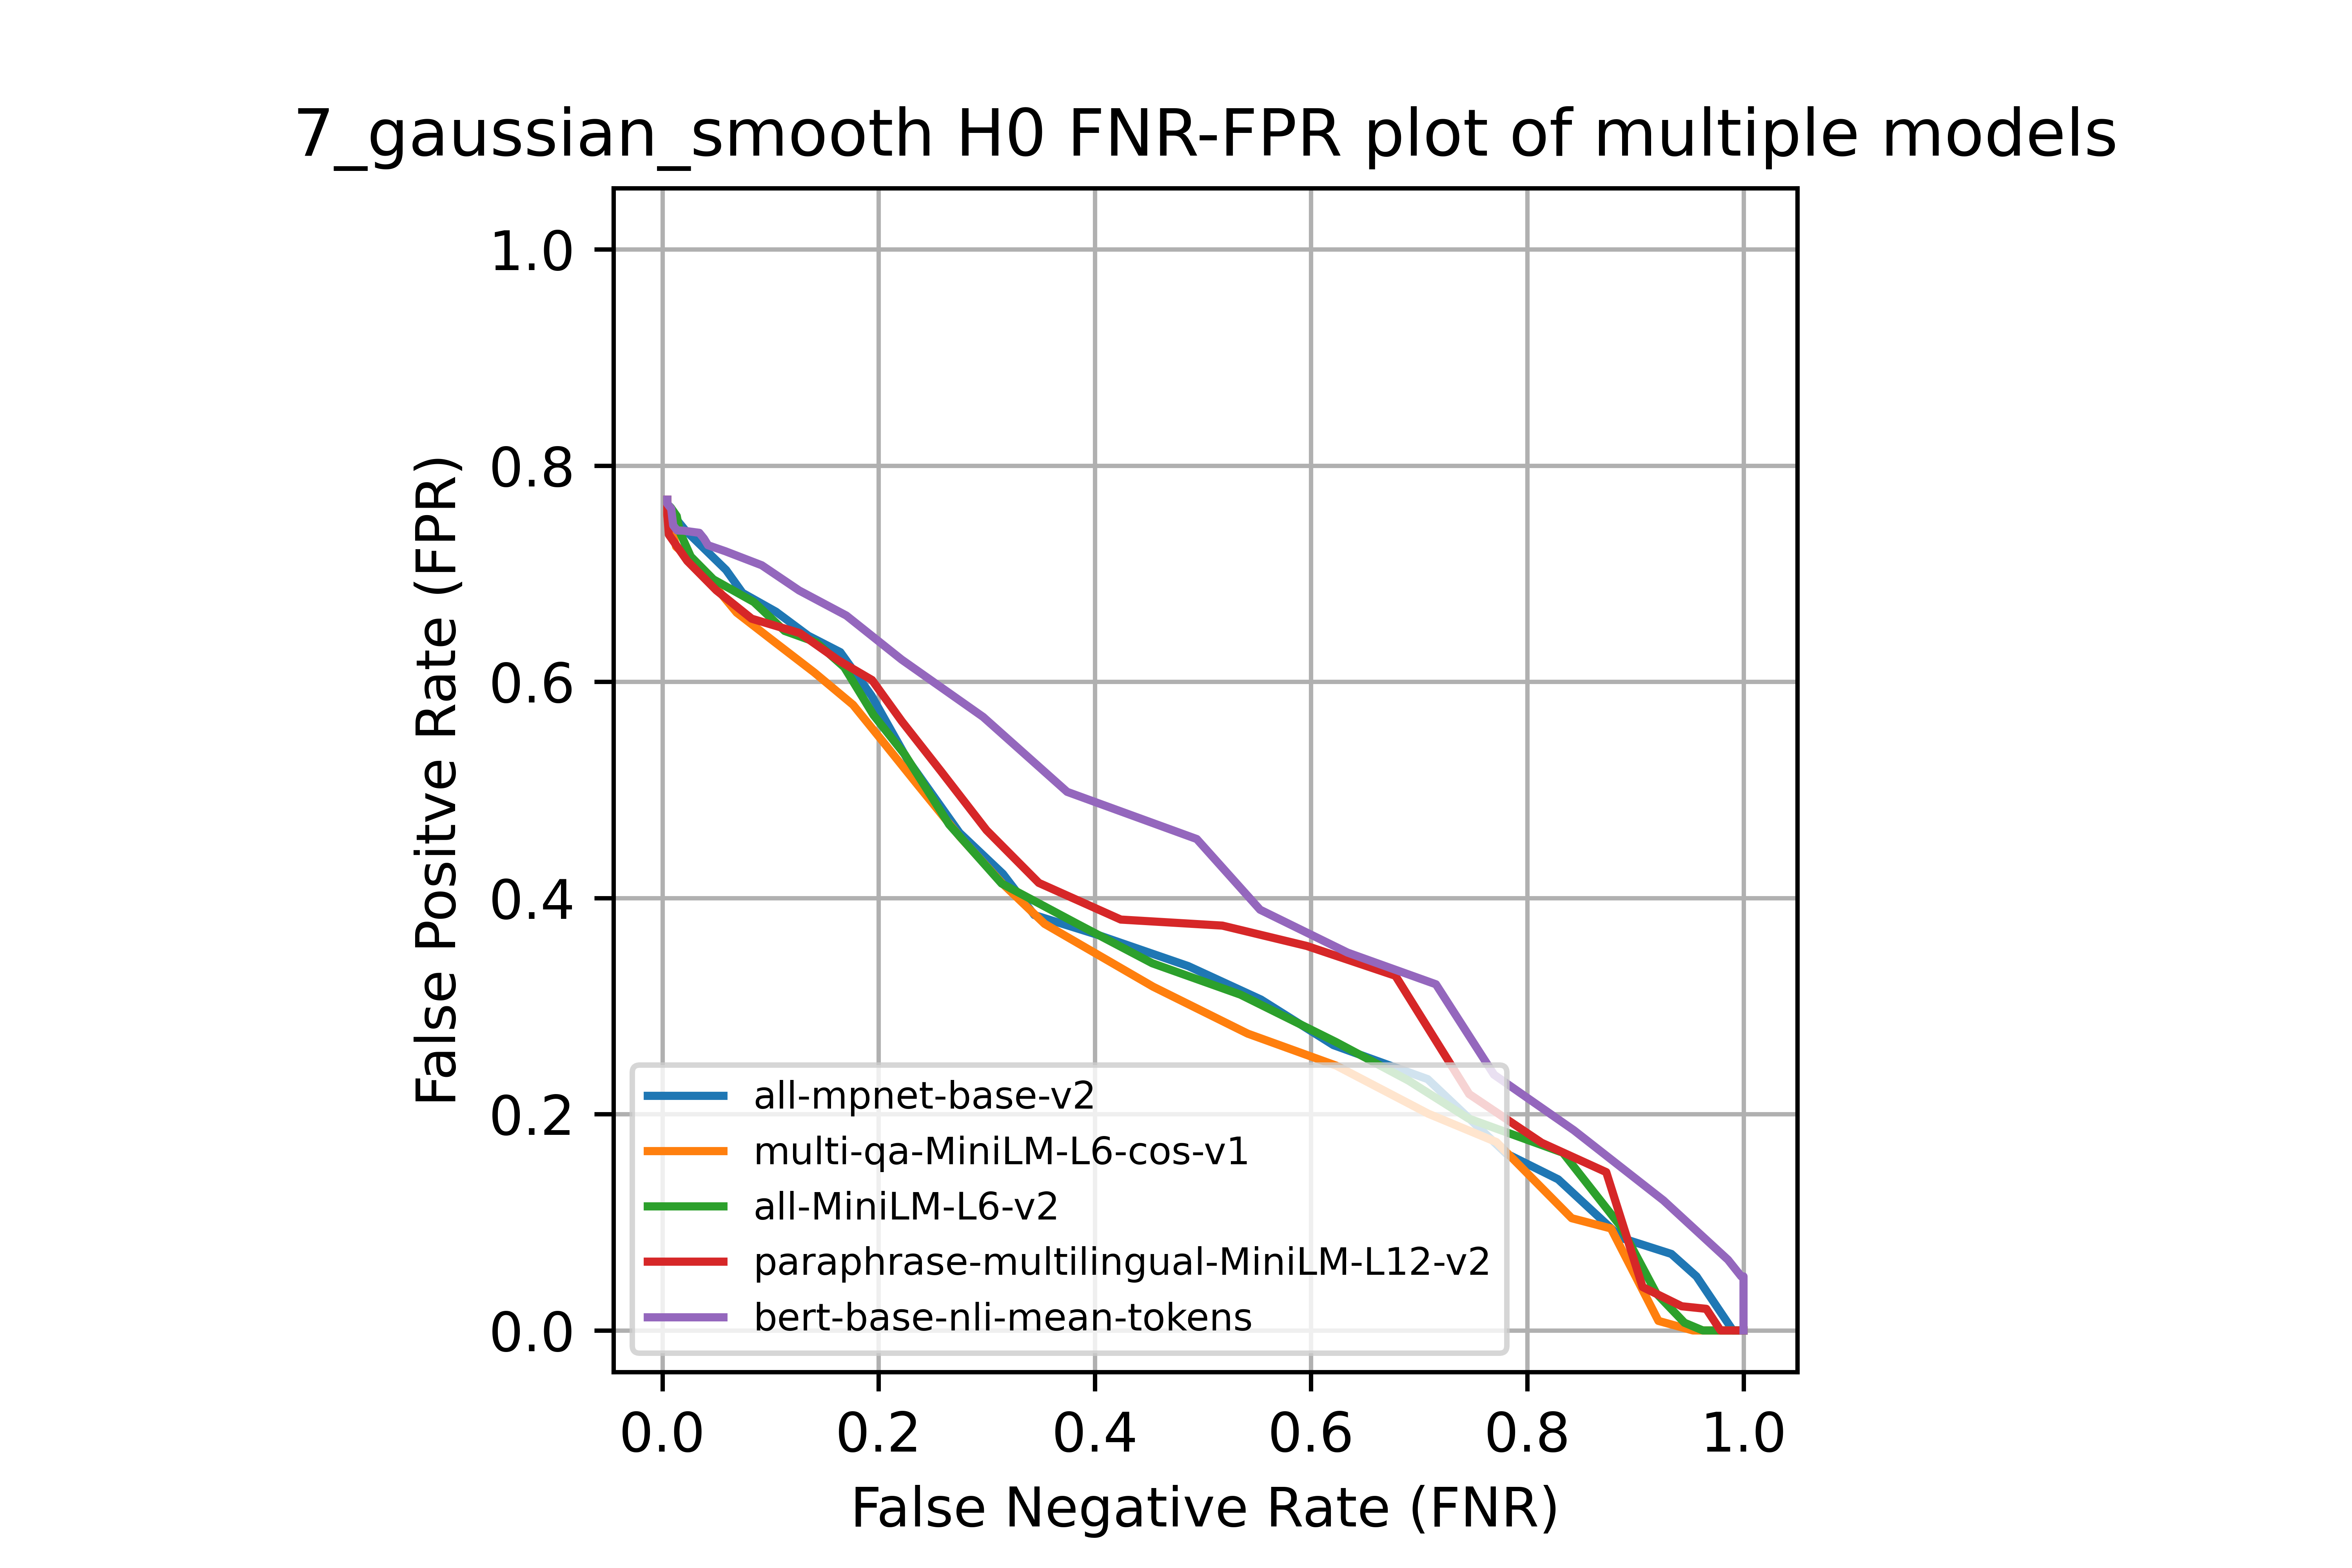 7_gaussian_smooth H0 FNR-FPR plot of multiple models
False Positve Rate (FPR)
1.0
0.8
0.6
0.4
0.2
0.0
all-mpnet-base-v2
multi-qa-MiniLM-L6-cos-v1
all-MiniLM-L6-v2
paraphrase-multilingual-MiniLM-L12-v2
bert-base-nli-mean-tokens
0.0 0.2 0.4 0.6 0.8 1.0
False Negative Rate (FNR)